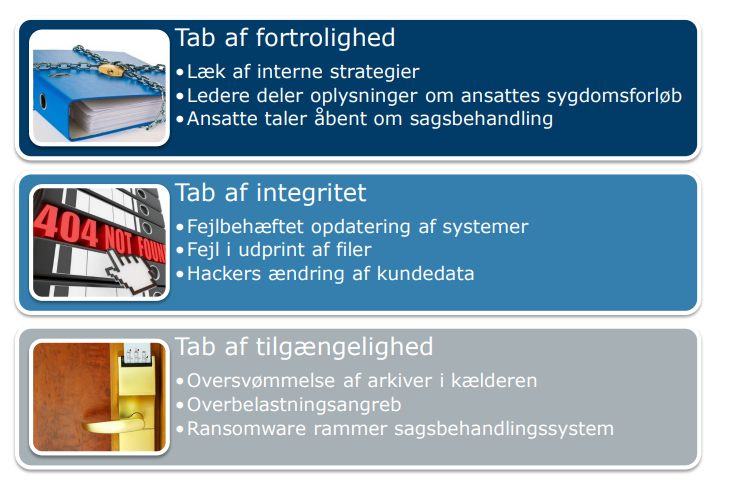 Tab af fortrolighed
•Læk af interne strategier
•Ledere deler oplysninger om ansattes sygdomsforløb
•Ansatte taler åbent om sagsbehandling
404 NOT FOUN
Tab af integritet
•Fejlbehæftet opdatering af systemer
•Fejl i udprint af filer
•Hackers ændring af kundedata
Tab af tilgængelighed
•Oversvømmelse af arkiver i kælderen
•Overbelastningsangreb
•Ransomware rammer sagsbehandlingssystem